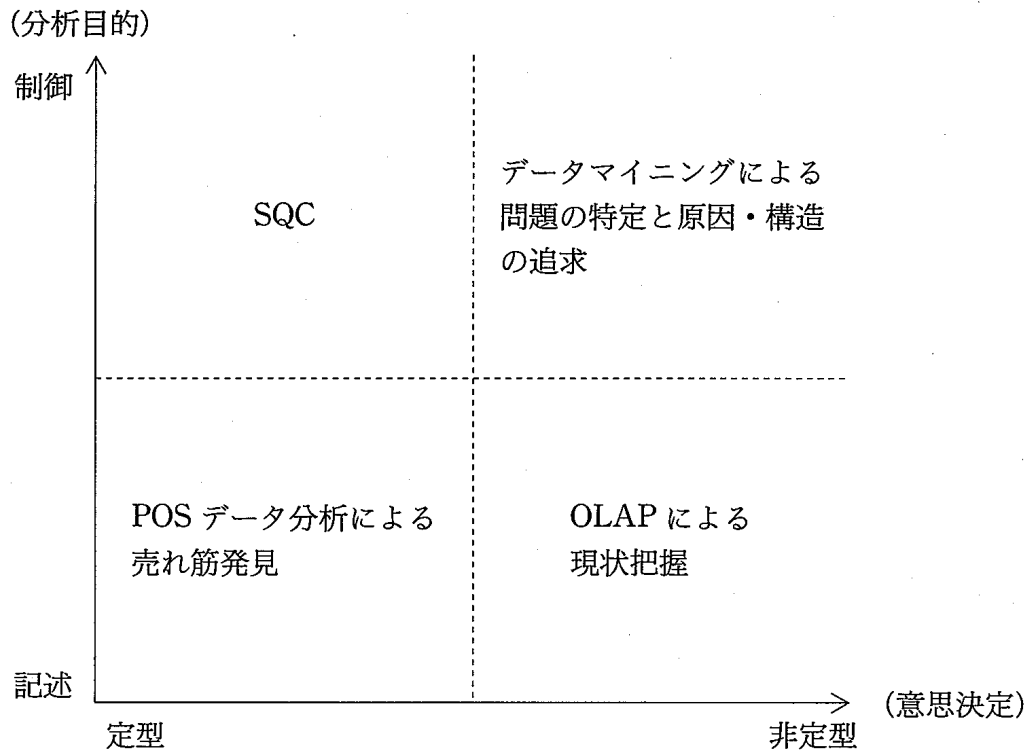 (分析目的)
制御
SQC
データマイニングによる
問題の特定と原因・構造
の追求
POS データ分析による
売れ筋発見
OLAP による
現状把握
記述
定型
非定型
(意思決定)